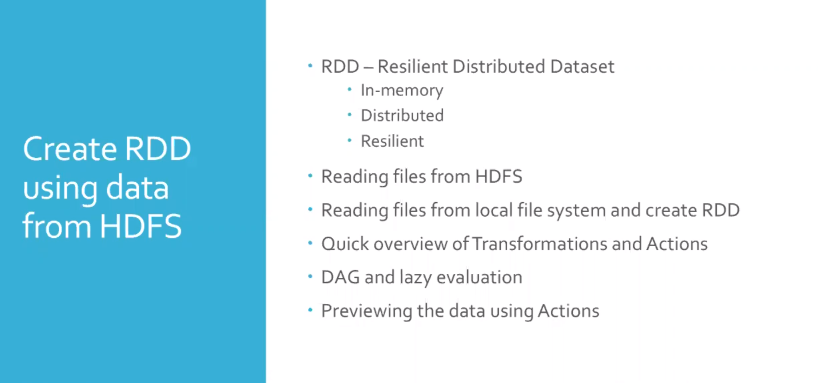 Create RDD
using data
from HDFS
• RDD – Resilient Distributed Dataset
• In-memory
• Distributed
• Resilient
• Reading files from HDFS
• Reading files from local file system and create RDD
• Quick overview of Transformations and Actions
• DAG and lazy evaluation
• Previewing the data using Actions